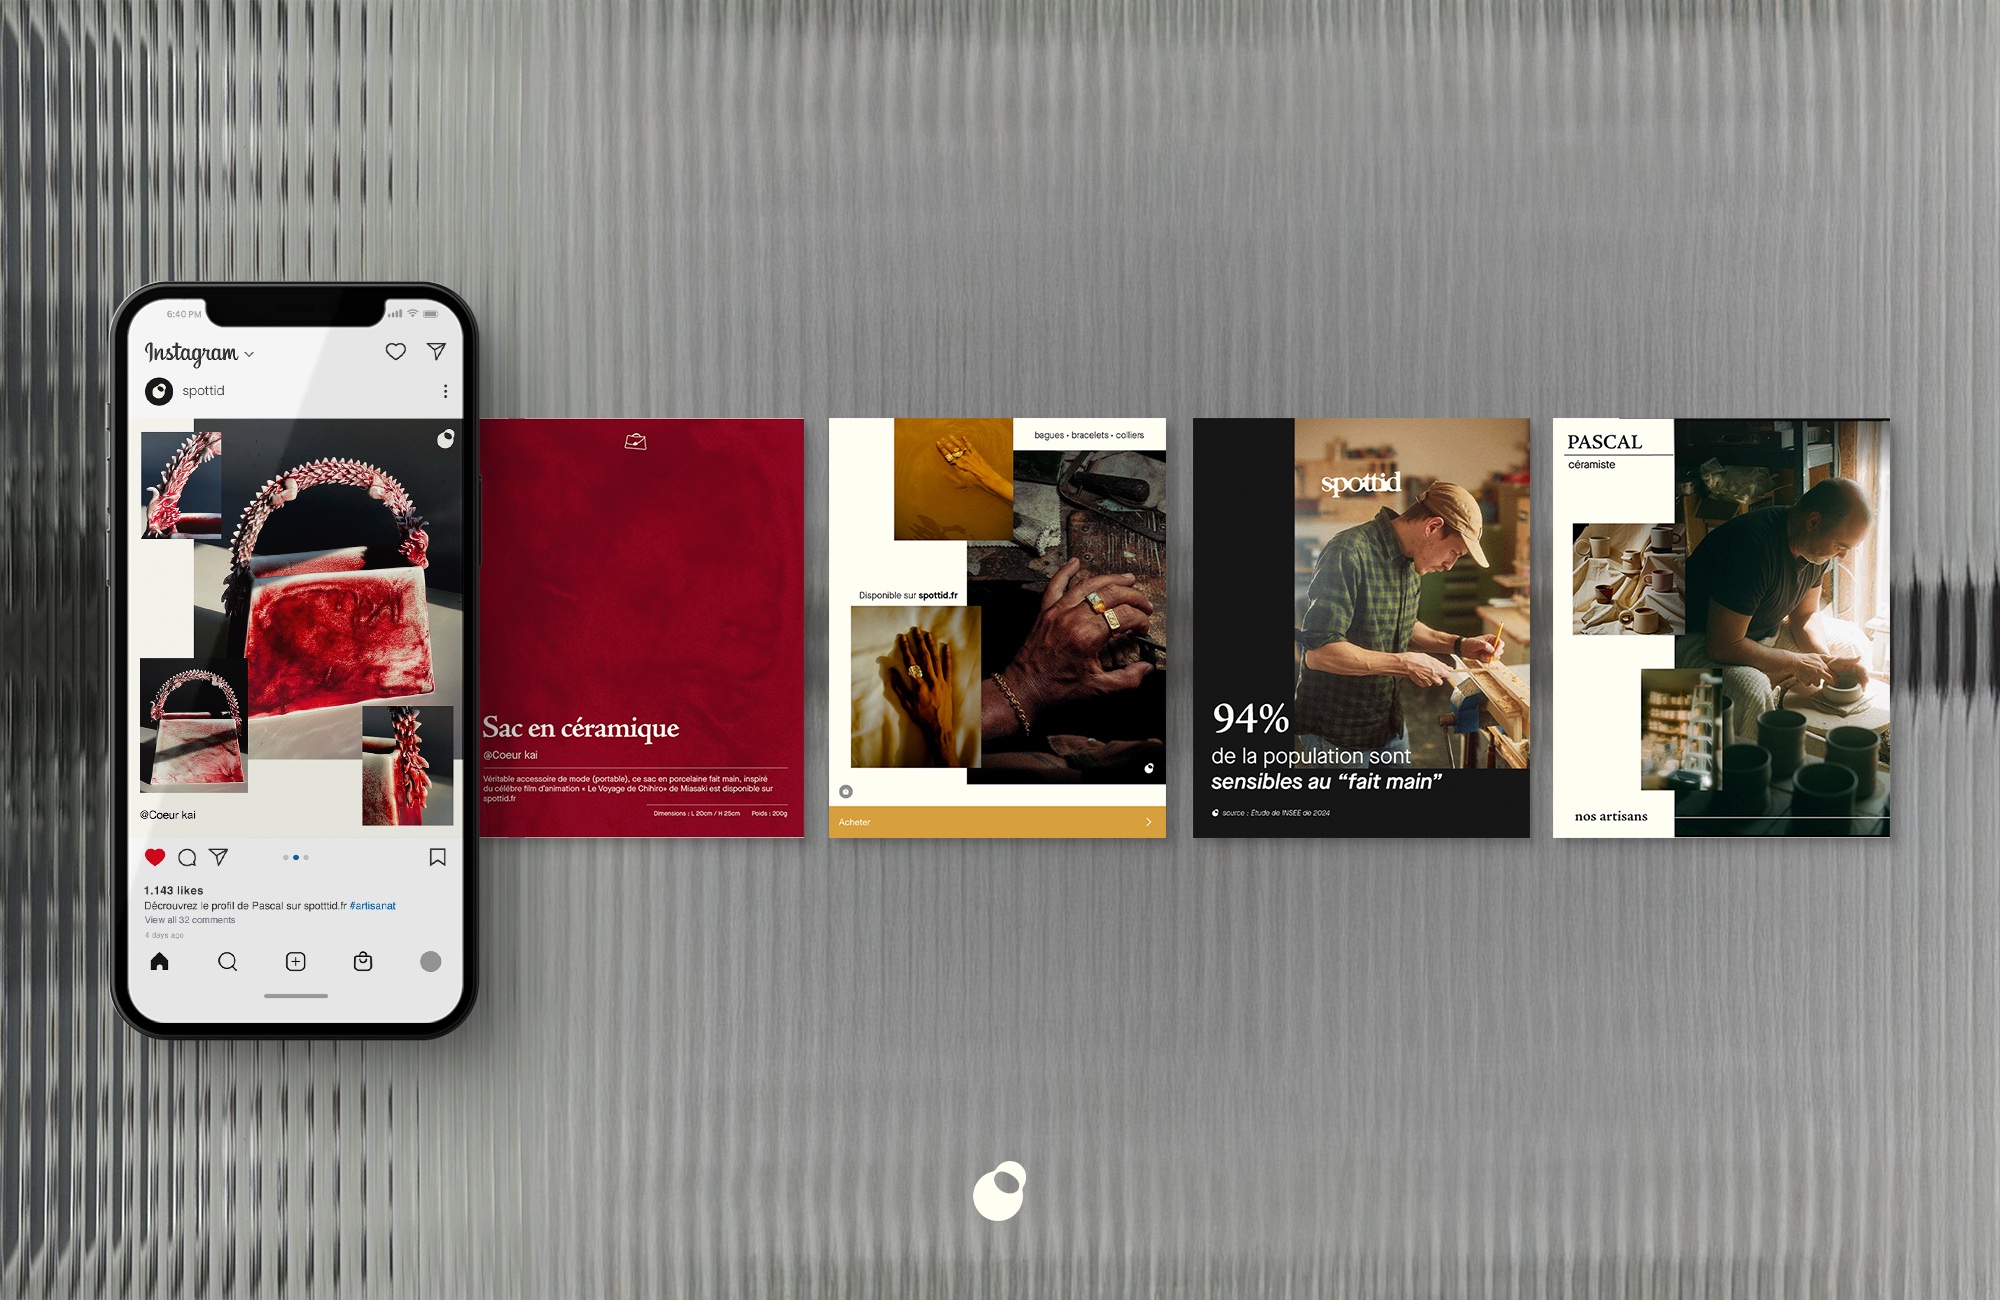 6:40 PM
Instagram
spottid
@Coeur kai
1.143 likes
Décrouvrez le profil de Pascal sur spotttid.fr #artisanat
View all 32 comments
4 days ago
Sac en céramique
@Coeur kai
Véritable accessoire de mode (portable), ce sac en porcelaine fait main, inspiré
du célèbre film d'animation « Le Voyage de Chihiro» de Miasaki est disponible sur
spottid.fr
Dimensions : L 20cm / H 25cm Poids : 200g
bagues • bracelets • colliers
Disponible sur spottid.fr
Acheter
spottid
94%
de la population sont
sensibles au “fait main”
source : Étude de l'INSEE de 2024
PASCAL
céramiste
nos artisans